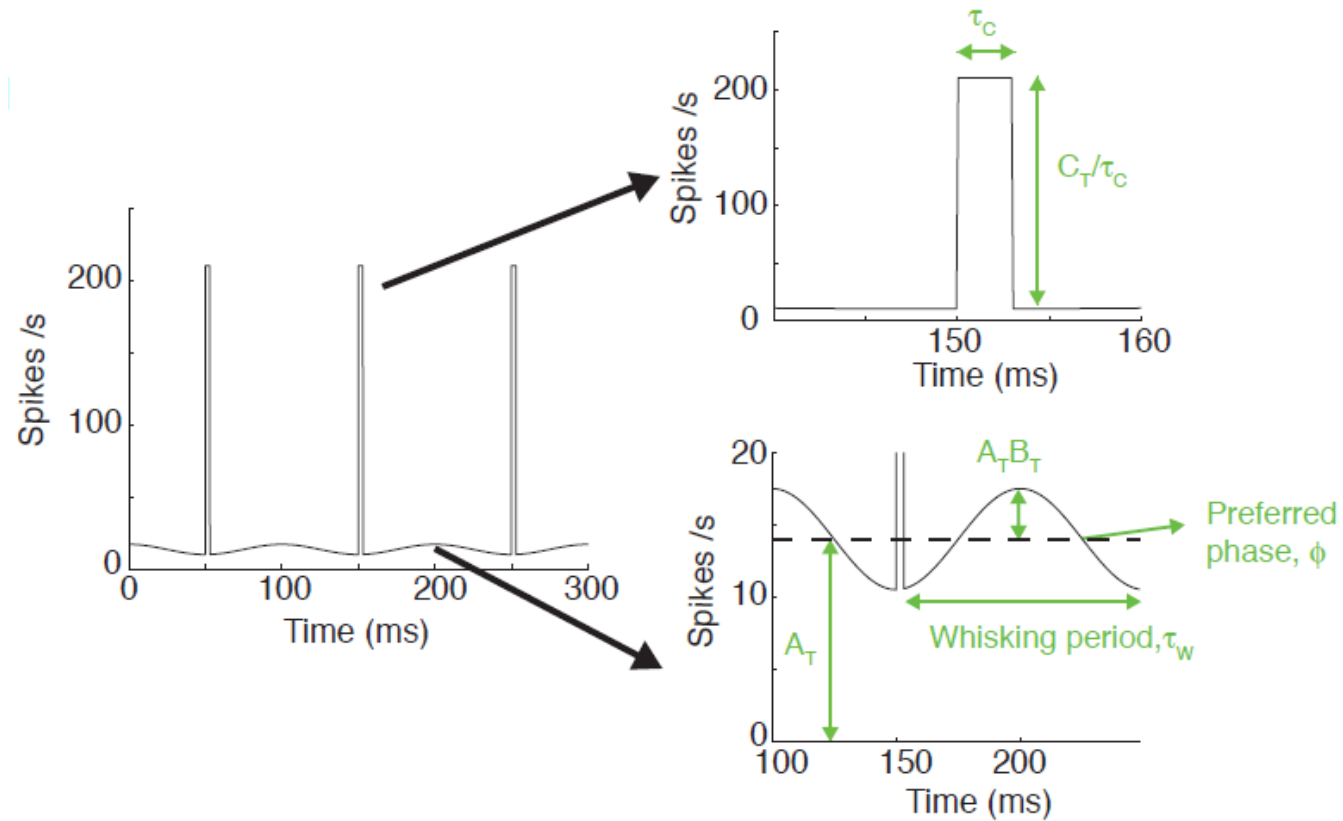 Spikes /s
200
100
0
0
100
200
300
Time (ms)
τc
Spikes /s
200
100
0
CT/τc
150
160
Time (ms)
Spikes /s
20
10
0
ATBT
Preferred
phase, ϕ
Whisking period,τw
AT
100
150
200
Time (ms)